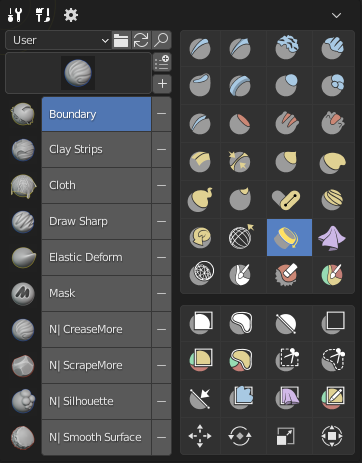 User
Boundary
Clay Strips
Cloth
Draw Sharp
Elastic Deform
Mask
N| CreaseMore
N| ScrapeMore
N| Silhouette
N| Smooth Surface